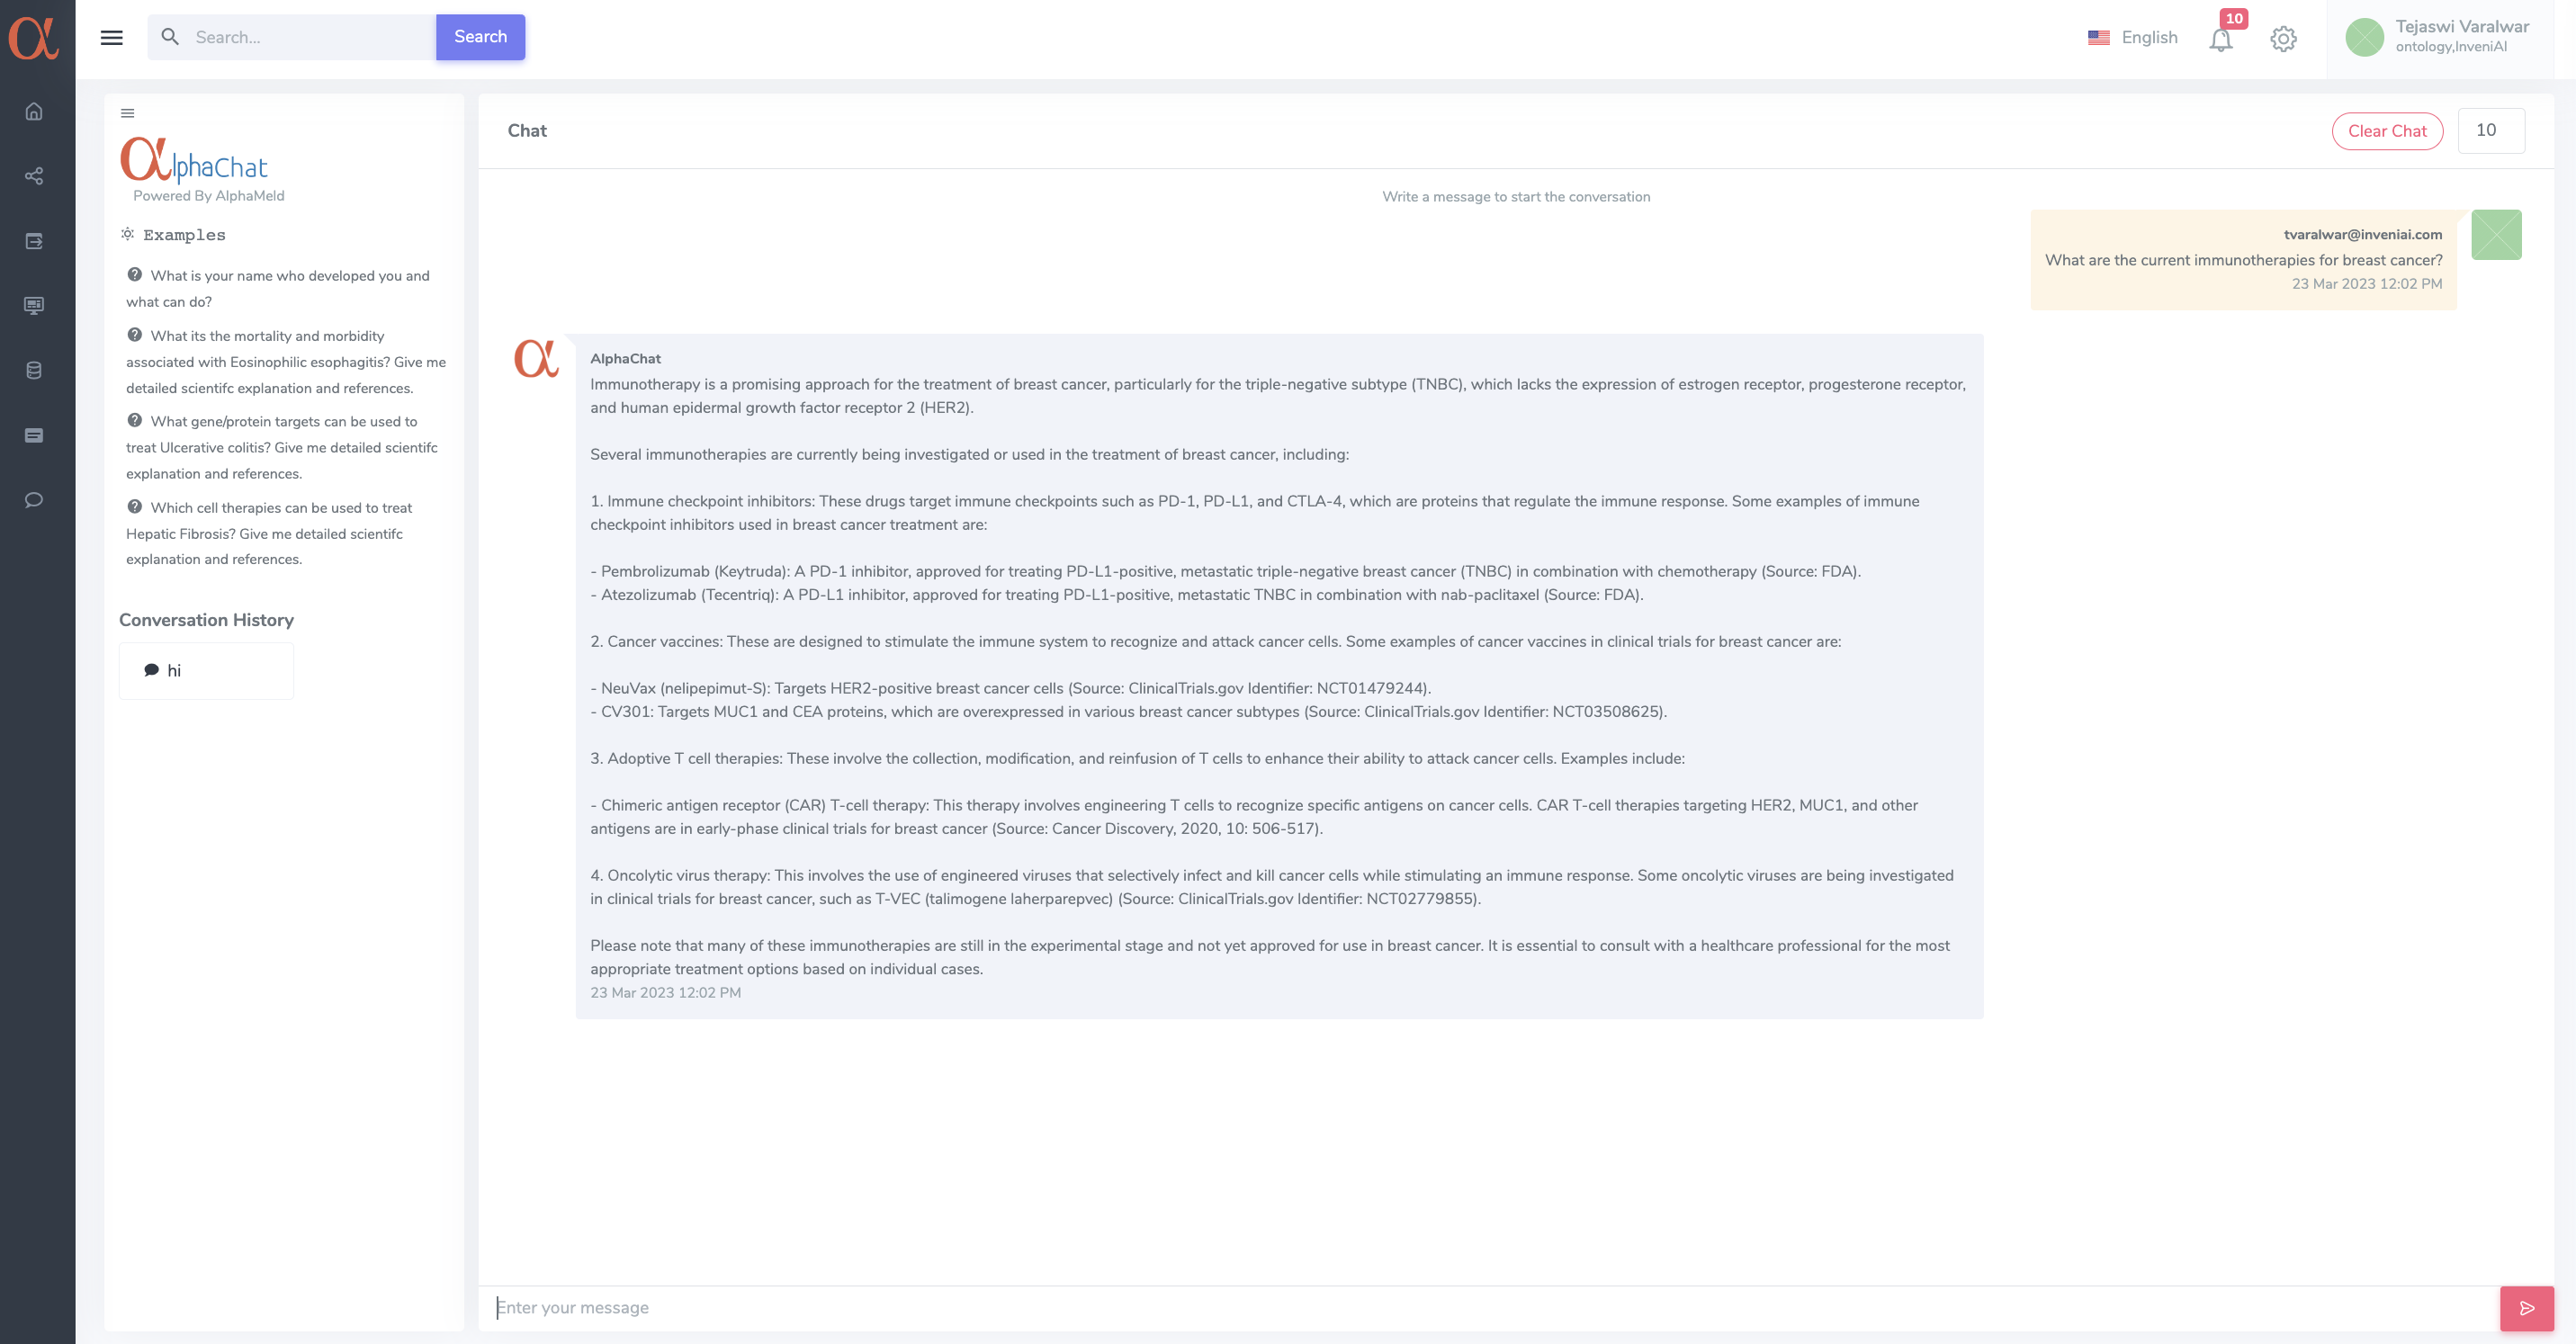 α
Search...
Search
English
10
Tejaswi Varalwar
ontology,InveniAI
αlphaChat
Powered By AlphaMeld
Examples
What is your name who developed you and
what can do?
What its the mortality and morbidity
associated with Eosinophilic esophagitis? Give me
detailed scientifc explanation and references.
What gene/protein targets can be used to
treat Ulcerative colitis? Give me detailed scientifc
explanation and references.
Which cell therapies can be used to treat
Hepatic Fibrosis? Give me detailed scientifc
explanation and references.
Conversation History
hi
Chat
Clear Chat
10
Write a message to start the conversation
tvaralwar@inveniai.com
What are the current immunotherapies for breast cancer?
23 Mar 2023 12:02 PM
α
AlphaChat
Immunotherapy is a promising approach for the treatment of breast cancer, particularly for the triple-negative subtype (TNBC), which lacks the expression of estrogen receptor, progesterone receptor,
and human epidermal growth factor receptor 2 (HER2).
Several immunotherapies are currently being investigated or used in the treatment of breast cancer, including:
1. Immune checkpoint inhibitors: These drugs target immune checkpoints such as PD-1, PD-L1, and CTLA-4, which are proteins that regulate the immune response. Some examples of immune
checkpoint inhibitors used in breast cancer treatment are:
- Pembrolizumab (Keytruda): A PD-1 inhibitor, approved for treating PD-L1-positive, metastatic triple-negative breast cancer (TNBC) in combination with chemotherapy (Source: FDA).
- Atezolizumab (Tecentriq): A PD-L1 inhibitor, approved for treating PD-L1-positive, metastatic TNBC in combination with nab-paclitaxel (Source: FDA).
2. Cancer vaccines: These are designed to stimulate the immune system to recognize and attack cancer cells. Some examples of cancer vaccines in clinical trials for breast cancer are:
- NeuVax (nelipepimut-S): Targets HER2-positive breast cancer cells (Source: ClinicalTrials.gov Identifier: NCT01479244).
- CV301: Targets MUC1 and CEA proteins, which are overexpressed in various breast cancer subtypes (Source: ClinicalTrials.gov Identifier: NCT03508625).
3. Adoptive T cell therapies: These involve the collection, modification, and reinfusion of T cells to enhance their ability to attack cancer cells. Examples include:
- Chimeric antigen receptor (CAR) T-cell therapy: This therapy involves engineering T cells to recognize specific antigens on cancer cells. CAR T-cell therapies targeting HER2, MUC1, and other
antigens are in early-phase clinical trials for breast cancer (Source: Cancer Discovery, 2020, 10: 506-517).
4. Oncolytic virus therapy: This involves the use of engineered viruses that selectively infect and kill cancer cells while stimulating an immune response. Some oncolytic viruses are being investigated
in clinical trials for breast cancer, such as T-VEC (talimogene laherparepvec) (Source: ClinicalTrials.gov Identifier: NCT02779855).
Please note that many of these immunotherapies are still in the experimental stage and not yet approved for use in breast cancer. It is essential to consult with a healthcare professional for the most
appropriate treatment options based on individual cases.
23 Mar 2023 12:02 PM
Enter your message